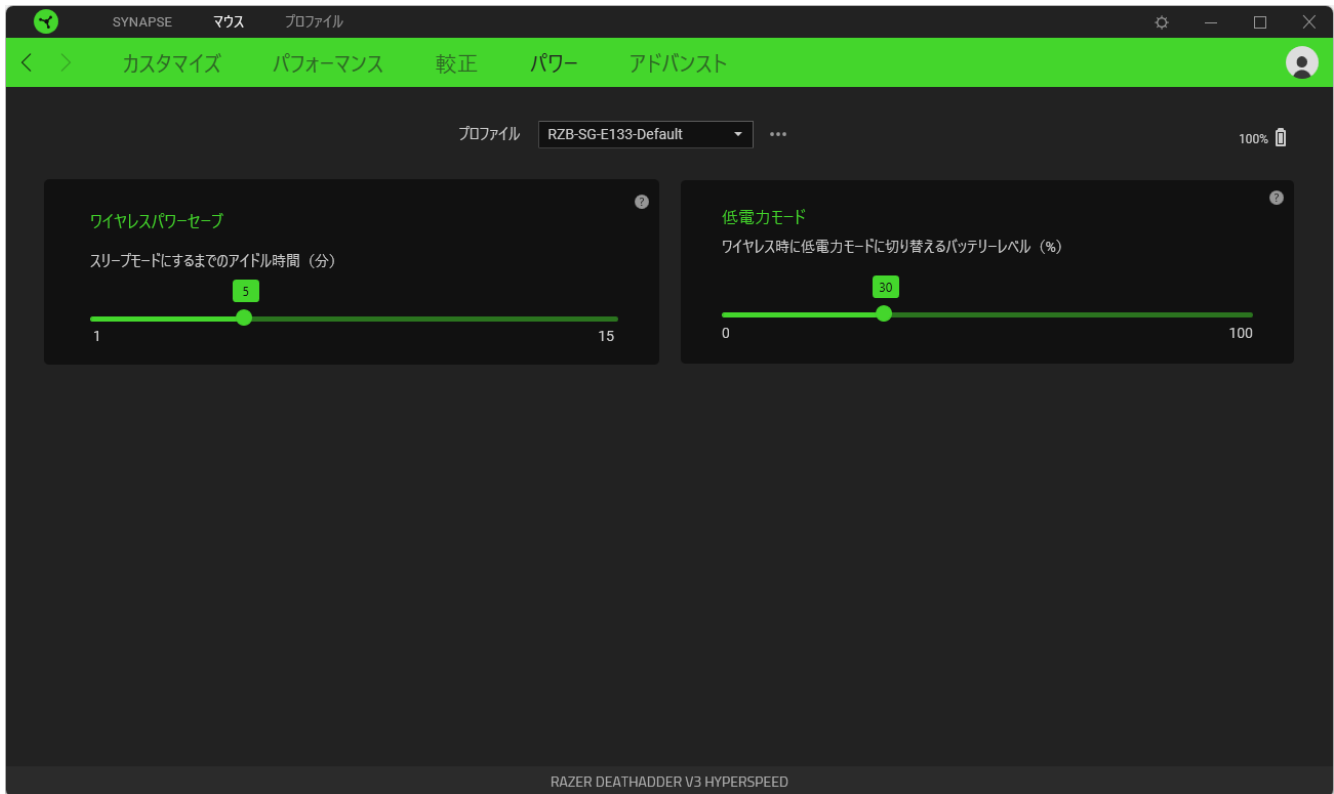 SYNAPSE マウス プロファイル
カスタマイズ パフォーマンス 較正 パワー アドバンスト
プロファイル RZB-SG-E133-Default
100%
ワイヤレスパワーセーブ
スリープモードにするまでのアイドル時間（分）
5
1 15
低電力モード
ワイヤレス時に低電力モードに切り替えるバッテリーレベル（%）
30
0 100
RAZER DEATHADDER V3 HYPERSPEED